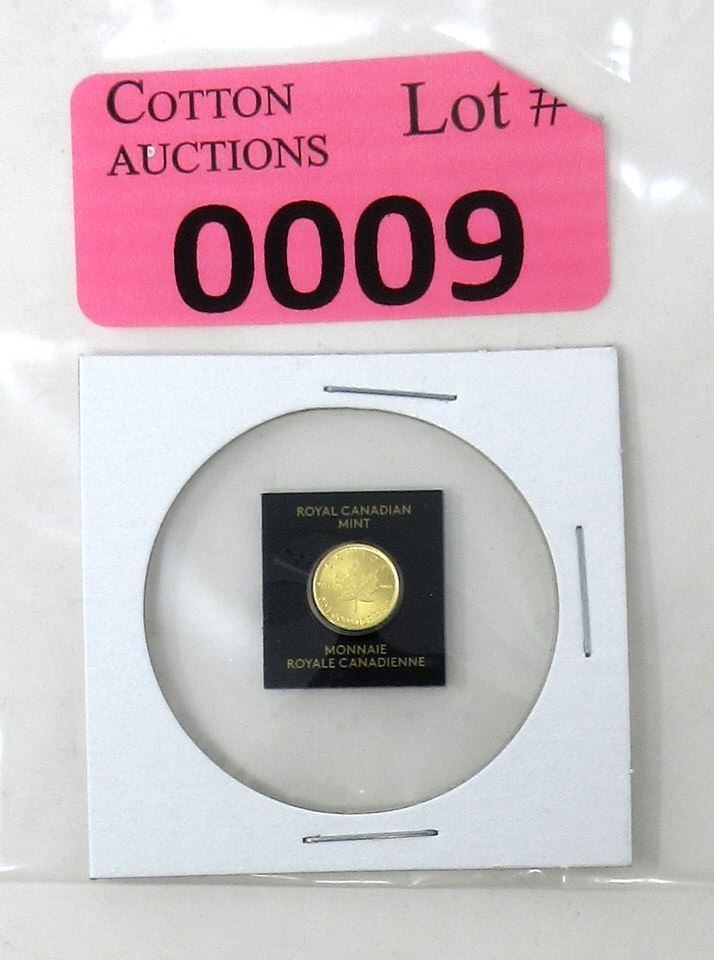 COTTON
AUCTIONS
Lot #
0009
ROYAL CANADIAN
MINT
MONNAIE
ROYALE CANADIENNE